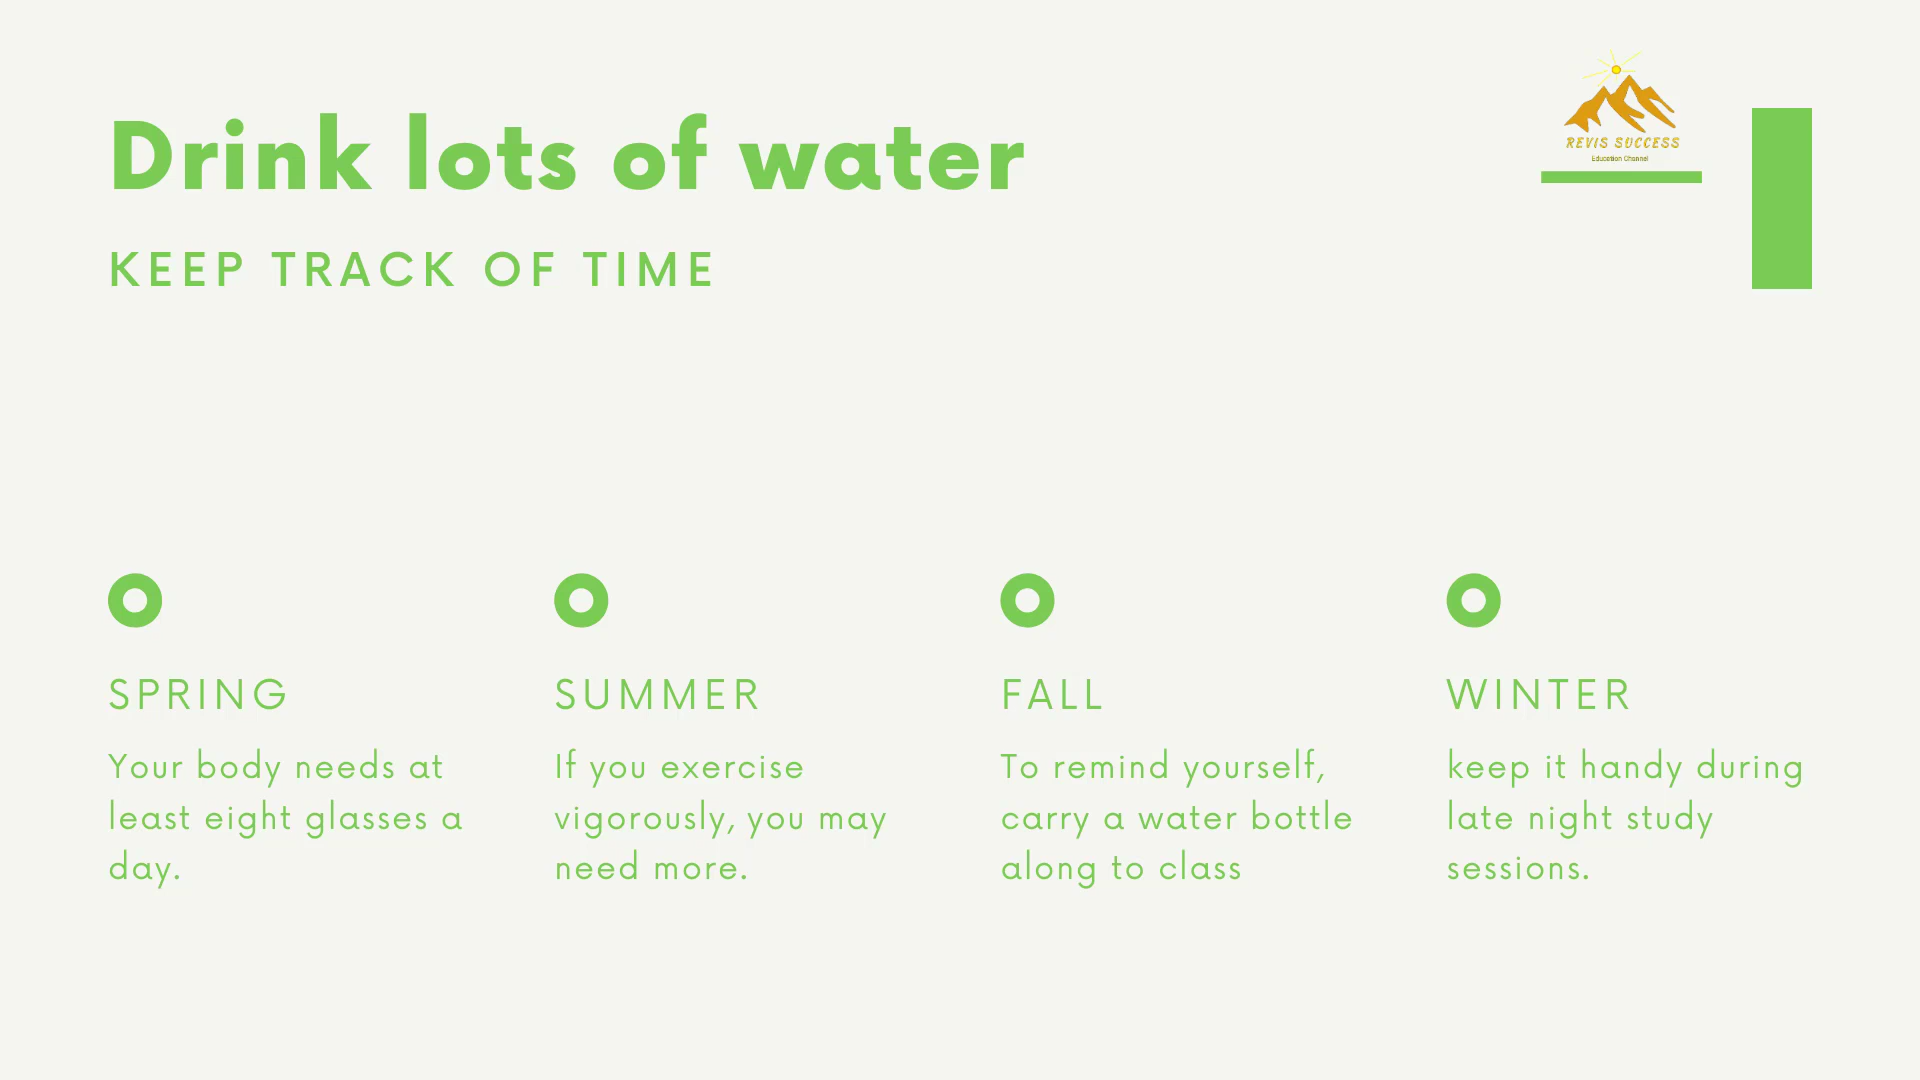 Drink lots of water
REVIS SUCCESS
Education Channel
KEEP TRACK OF TIME
SPRING
Your body needs at
least eight glasses a
day.
SUMMER
If you exercise
vigorously, you may
need more.
FALL
To remind yourself,
carry a water bottle
along to class
WINTER
keep it handy during
late night study
sessions.